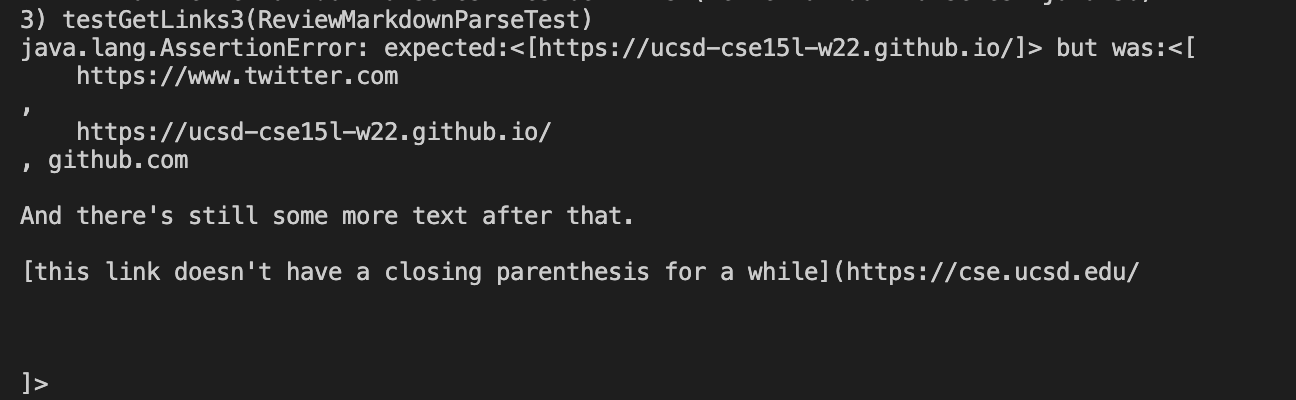 3) testGetLinks3(ReviewMarkdownParseTest)
java.lang.AssertionError: expected:<[https://ucsd-cse15l-w22.github.io/]> but was:<[
    https://www.twitter.com
,
    https://ucsd-cse15l-w22.github.io/
, github.com

And there's still some more text after that.

[this link doesn't have a closing parenthesis for a while](https://cse.ucsd.edu/



]>